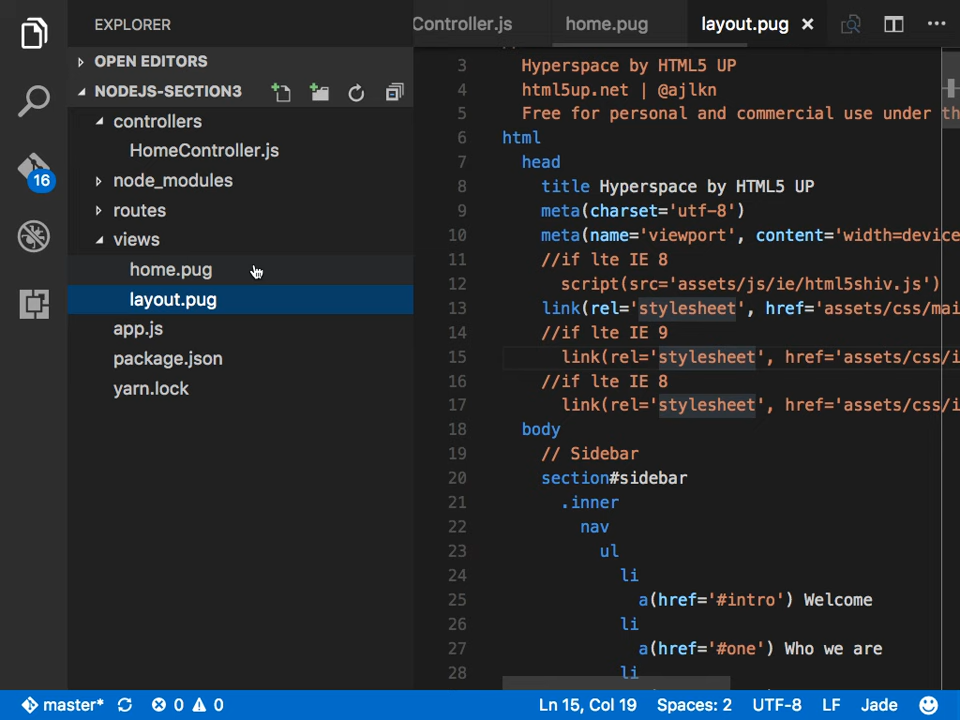 EXPLORER
OPEN EDITORS
NODEJS-SECTION3
controllers
HomeController.js
node_modules
routes
views
home.pug
layout.pug
app.js
package.json
yarn.lock
16
Controller.js
home.pug
layout.pug
3 Hyperspace by HTML5 UP
4 html5up.net | @ajlkn
5 Free for personal and commercial use under th
6 html
7 head
8 title Hyperspace by HTML5 UP
9 meta(charset='utf-8')
10 meta(name='viewport', content='width=device
11 //if lte IE 8
12 script(src='assets/js/ie/html5shiv.js')
13 link(rel='stylesheet', href='assets/css/mai
14 //if lte IE 9
15 link(rel='stylesheet', href='assets/css/i
16 //if lte IE 8
17 link(rel='stylesheet', href='assets/css/i
18 body
19 // Sidebar
20 section#sidebar
21 .inner
22 nav
23 ul
24 li
25 a(href='#intro') Welcome
26 li
27 a(href='#one') Who we are
28 li
master* 0 0 Ln 15, Col 19 Spaces: 2 UTF-8 LF Jade